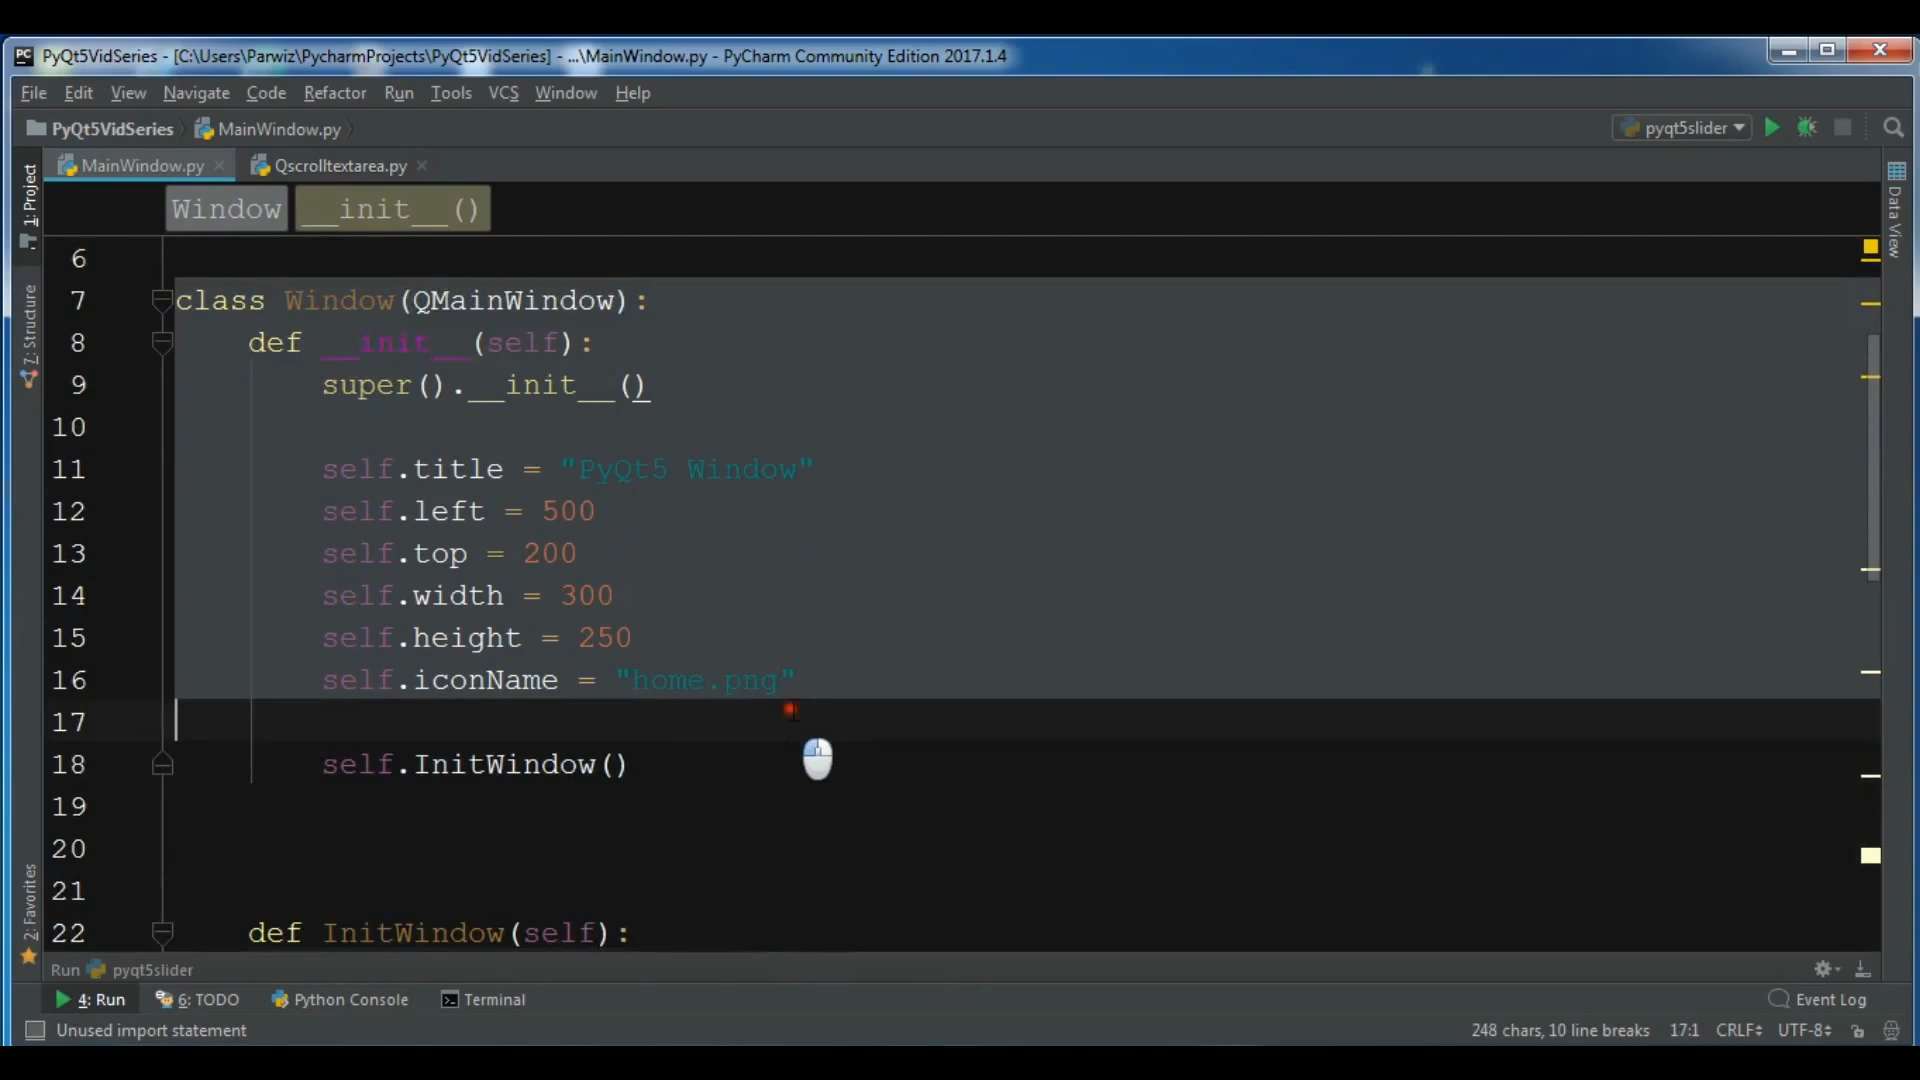 PyQt5VidSeries - [C:\Users\Parwiz\PycharmProjects\PyQt5VidSeries] - ...\MainWindow.py - PyCharm Community Edition 2017.1.4
File Edit View Navigate Code Refactor Run Tools VCS Window Help
PyQt5VidSeries MainWindow.py pyqt5slider
MainWindow.py Qscrolltextarea.py
Window __init__()
1: Project
7: Structure
2: Favorites
Data View
6
7 class Window(QMainWindow):
8 def __init__(self):
9 super().__init__()
10
11 self.title = "PyQt5 Window"
12 self.left = 500
13 self.top = 200
14 self.width = 300
15 self.height = 250
16 self.iconName = "home.png"
17
18 self.InitWindow()
19
20
21
22 def InitWindow(self):
Run pyqt5slider
4: Run 6: TODO Python Console Terminal Event Log
Unused import statement 248 chars, 10 line breaks 17:1 CRLF UTF-8